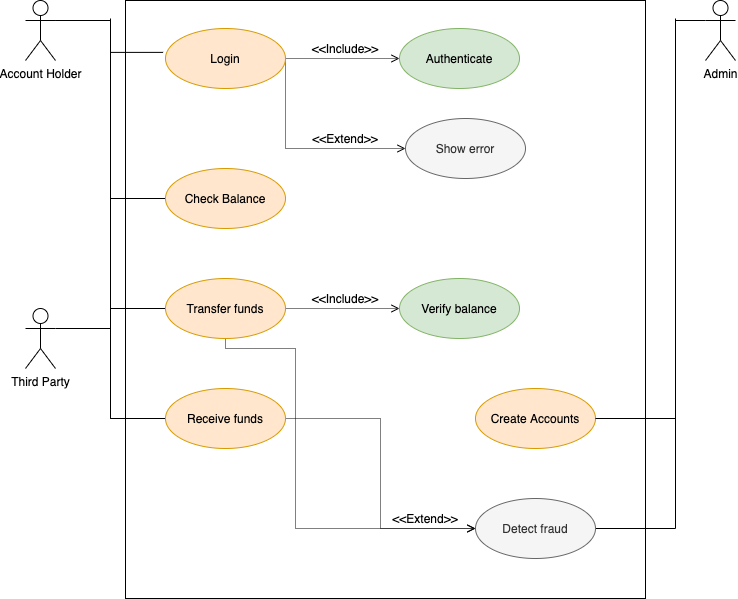 Account Holder
Login
<<Include>>
Authenticate
Admin
<<Extend>>
Show error
Check Balance
Transfer funds
<<Include>>
Verify balance
Third Party
Receive funds
Create Accounts
<<Extend>>
Detect fraud